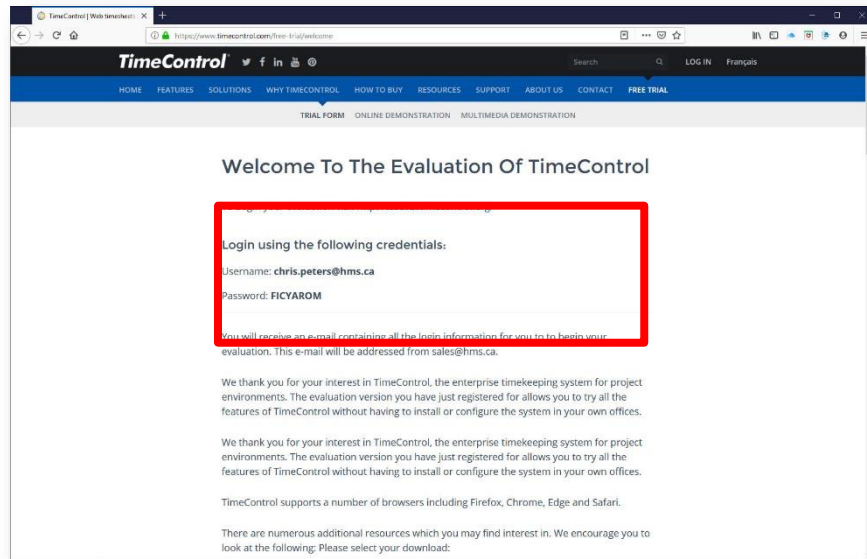 TimeControl | Web timesheets
https://www.timecontrol.com/free-trial/welcome
TimeControl
Search
LOG IN
Français
HOME FEATURES SOLUTIONS WHY TIMECONTROL HOW TO BUY RESOURCES SUPPORT ABOUT US CONTACT FREE TRIAL
TRIAL FORM ONLINE DEMONSTRATION MULTIMEDIA DEMONSTRATION
Welcome To The Evaluation Of TimeControl
Login using the following credentials:
Username: chris.peters@hms.ca
Password: FICYAROM
You will receive an e-mail containing all the login information for you to to begin your
evaluation. This e-mail will be addressed from sales@hms.ca.
We thank you for your interest in TimeControl, the enterprise timekeeping system for project
environments. The evaluation version you have just registered for allows you to try all the
features of TimeControl without having to install or configure the system in your own offices.
We thank you for your interest in TimeControl, the enterprise timekeeping system for project
environments. The evaluation version you have just registered for allows you to try all the
features of TimeControl without having to install or configure the system in your own offices.
TimeControl supports a number of browsers including Firefox, Chrome, Edge and Safari.
There are numerous additional resources which you may find interest in. We encourage you to
look at the following: Please select your download: